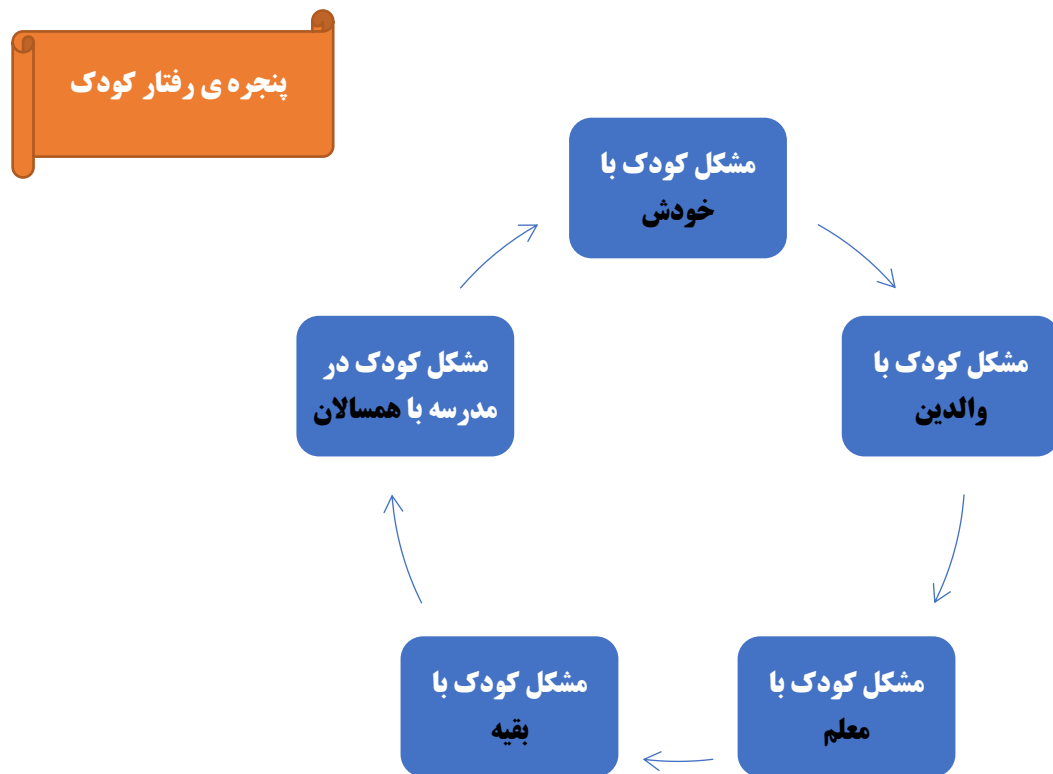 پنجره ی رفتار کودک
مشکل کودک با
خودش
مشکل کودک با
والدین
مشکل کودک با
معلم
مشکل کودک با
بقیه
مشکل کودک در
مدرسه با همسالان